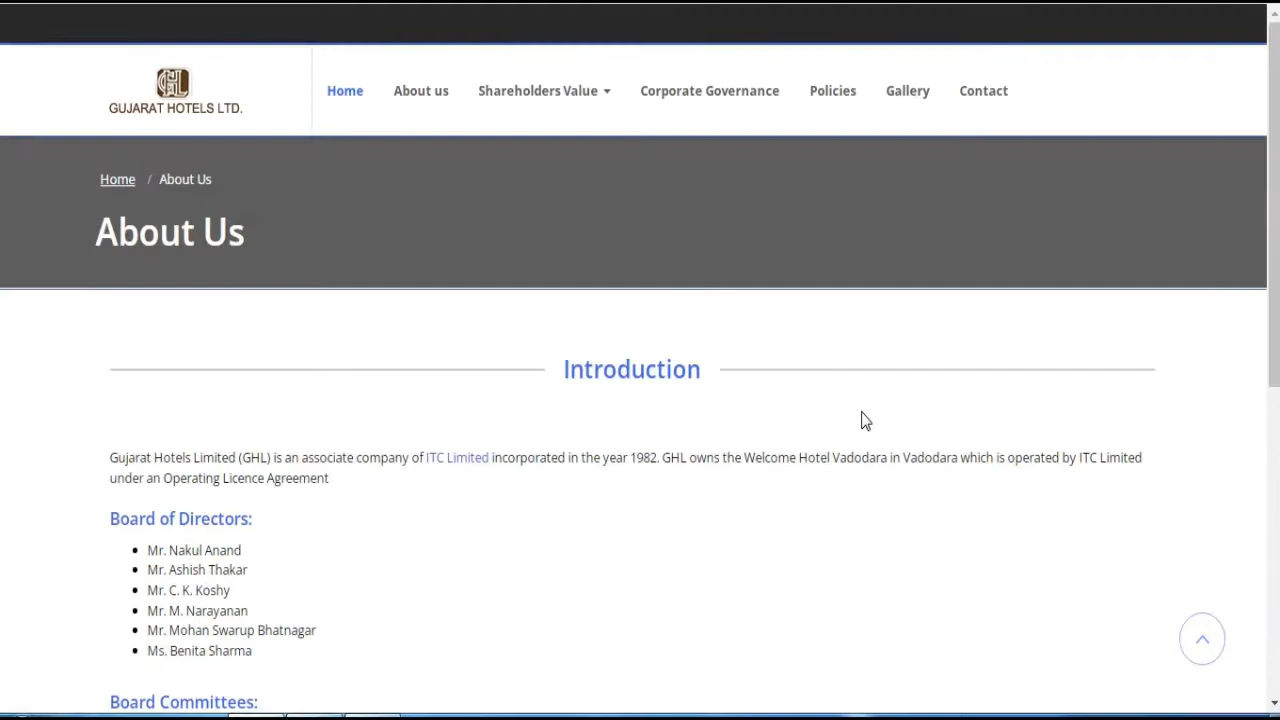 GUJARAT HOTELS LTD.
Home About us Shareholders Value Corporate Governance Policies Gallery Contact
Home / About Us
About Us
Introduction
Gujarat Hotels Limited (GHL) is an associate company of ITC Limited incorporated in the year 1982. GHL owns the Welcome Hotel Vadodara in Vadodara which is operated by ITC Limited
under an Operating Licence Agreement
Board of Directors:
Mr. Nakul Anand
Mr. Ashish Thakar
Mr. C. K. Koshy
Mr. M. Narayanan
Mr. Mohan Swarup Bhatnagar
Ms. Benita Sharma
Board Committees: